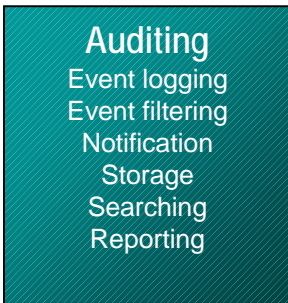 Auditing
Event logging
Event filtering
Notification
Storage
Searching
Reporting